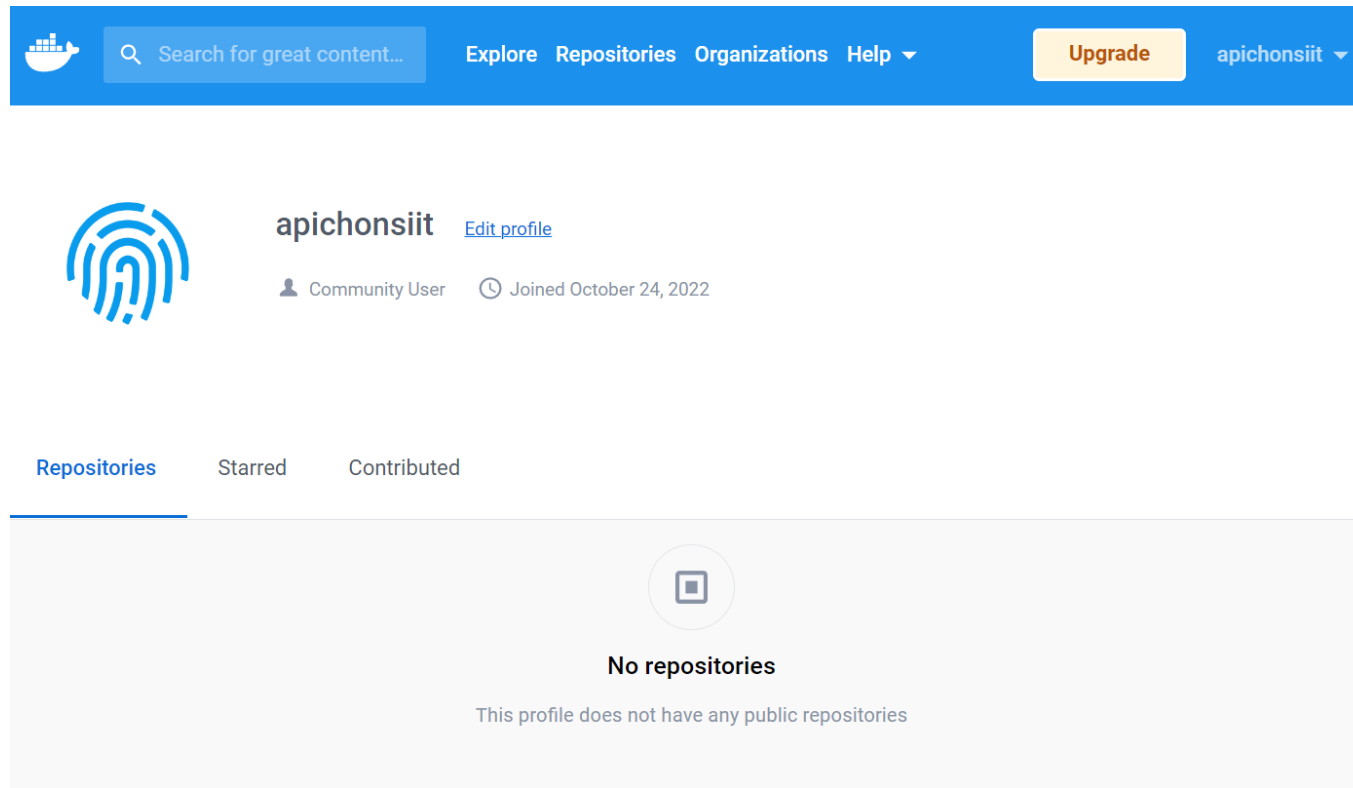 Search for great content... Explore Repositories Organizations Help Upgrade apichonsiit
apichonsiit Edit profile
Community User Joined October 24, 2022
Repositories Starred Contributed
No repositories
This profile does not have any public repositories